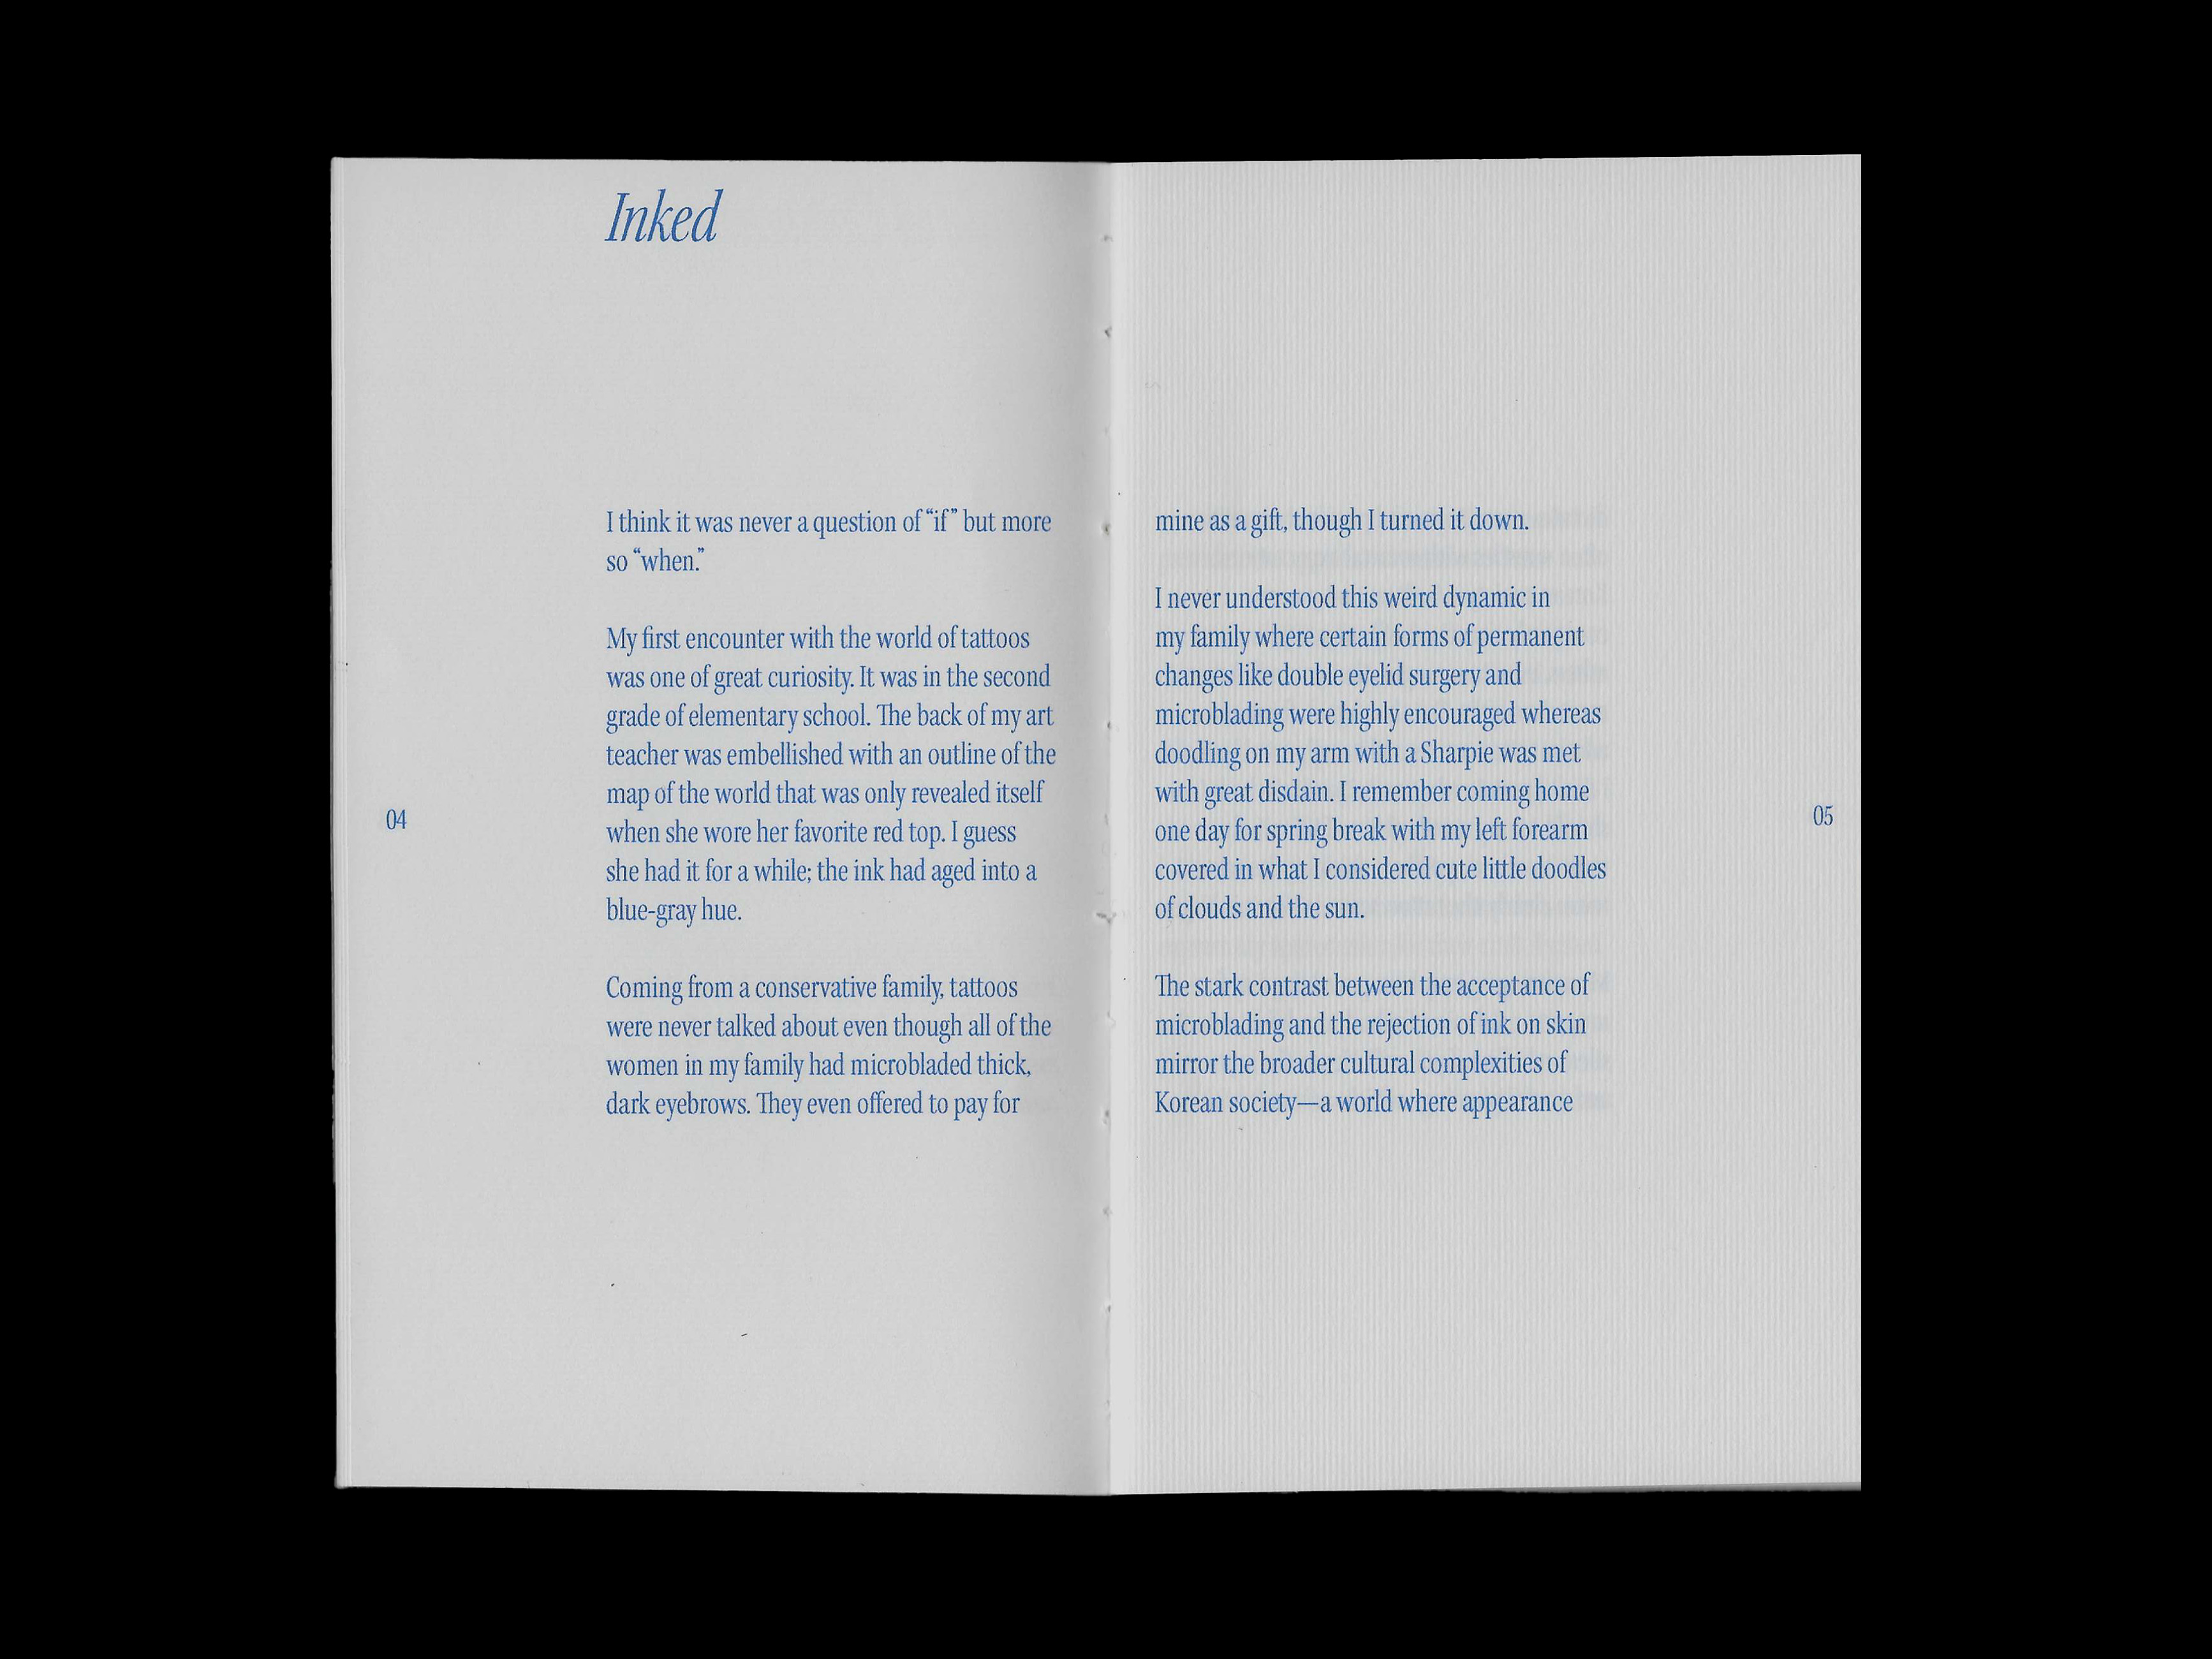 Inked
I think it was never a question of “if” but more
so “when.”
My first encounter with the world of tattoos
was one of great curiosity. It was in the second
grade of elementary school. The back of my art
teacher was embellished with an outline of the
map of the world that was only revealed itself
when she wore her favorite red top. I guess
she had it for a while; the ink had aged into a
blue-gray hue.
Coming from a conservative family, tattoos
were never talked about even though all of the
women in my family had microbladed thick,
dark eyebrows. They even offered to pay for
04
mine as a gift, though I turned it down.
I never understood this weird dynamic in
my family where certain forms of permanent
changes like double eyelid surgery and
microblading were highly encouraged whereas
doodling on my arm with a Sharpie was met
with great disdain. I remember coming home
one day for spring break with my left forearm
covered in what I considered cute little doodles
of clouds and the sun.
The stark contrast between the acceptance of
microblading and the rejection of ink on skin
mirror the broader cultural complexities of
Korean society—a world where appearance
05